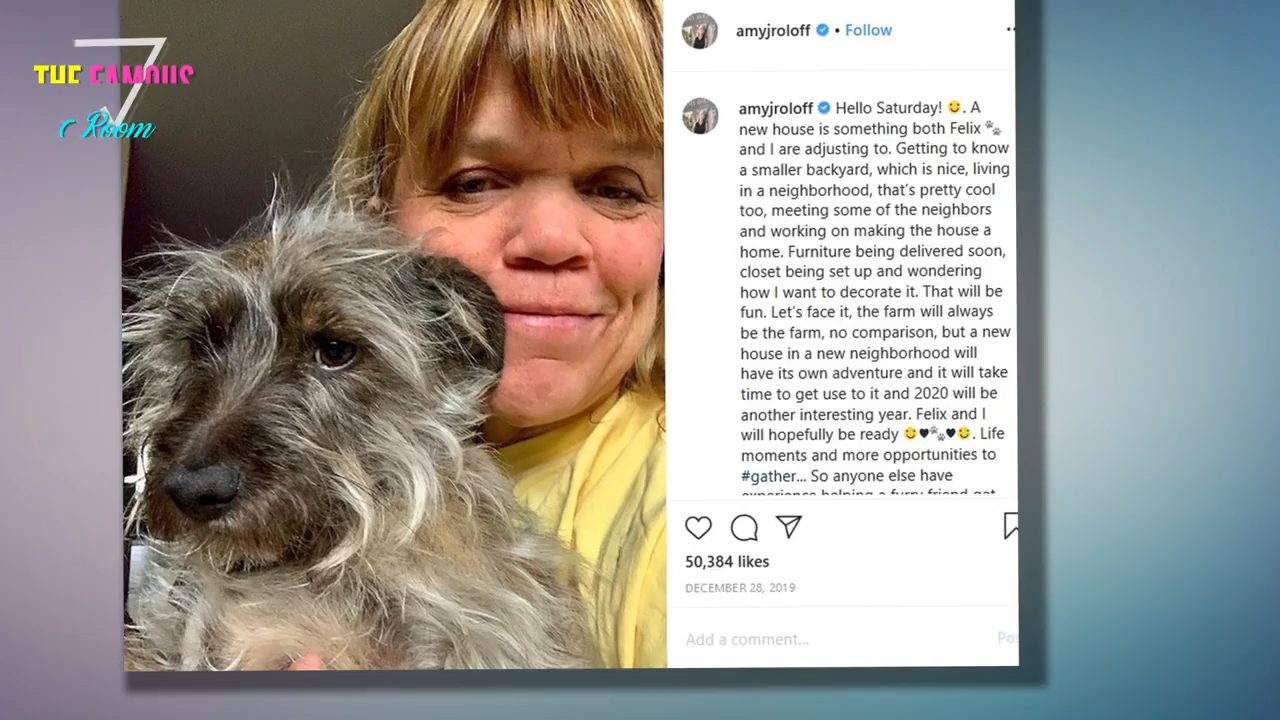 THE FAMOUS
7
Room
amyjroloff • Follow
amyjroloff Hello Saturday! 😃. A
new house is something both Felix 🐾
and I are adjusting to. Getting to know
a smaller backyard, which is nice, living
in a neighborhood, that's pretty cool
too, meeting some of the neighbors
and working on making the house a
home. Furniture being delivered soon,
closet being set up and wondering
how I want to decorate it. That will be
fun. Let's face it, the farm will always
be the farm, no comparison, but a new
house in a new neighborhood will
have its own adventure and it will take
time to get use to it and 2020 will be
another interesting year. Felix and I
will hopefully be ready 😃♥🐾♥😃. Life
moments and more opportunities to
#gather... So anyone else have
experience helping a furry friend get
50,384 likes
DECEMBER 28, 2019
Add a comment...